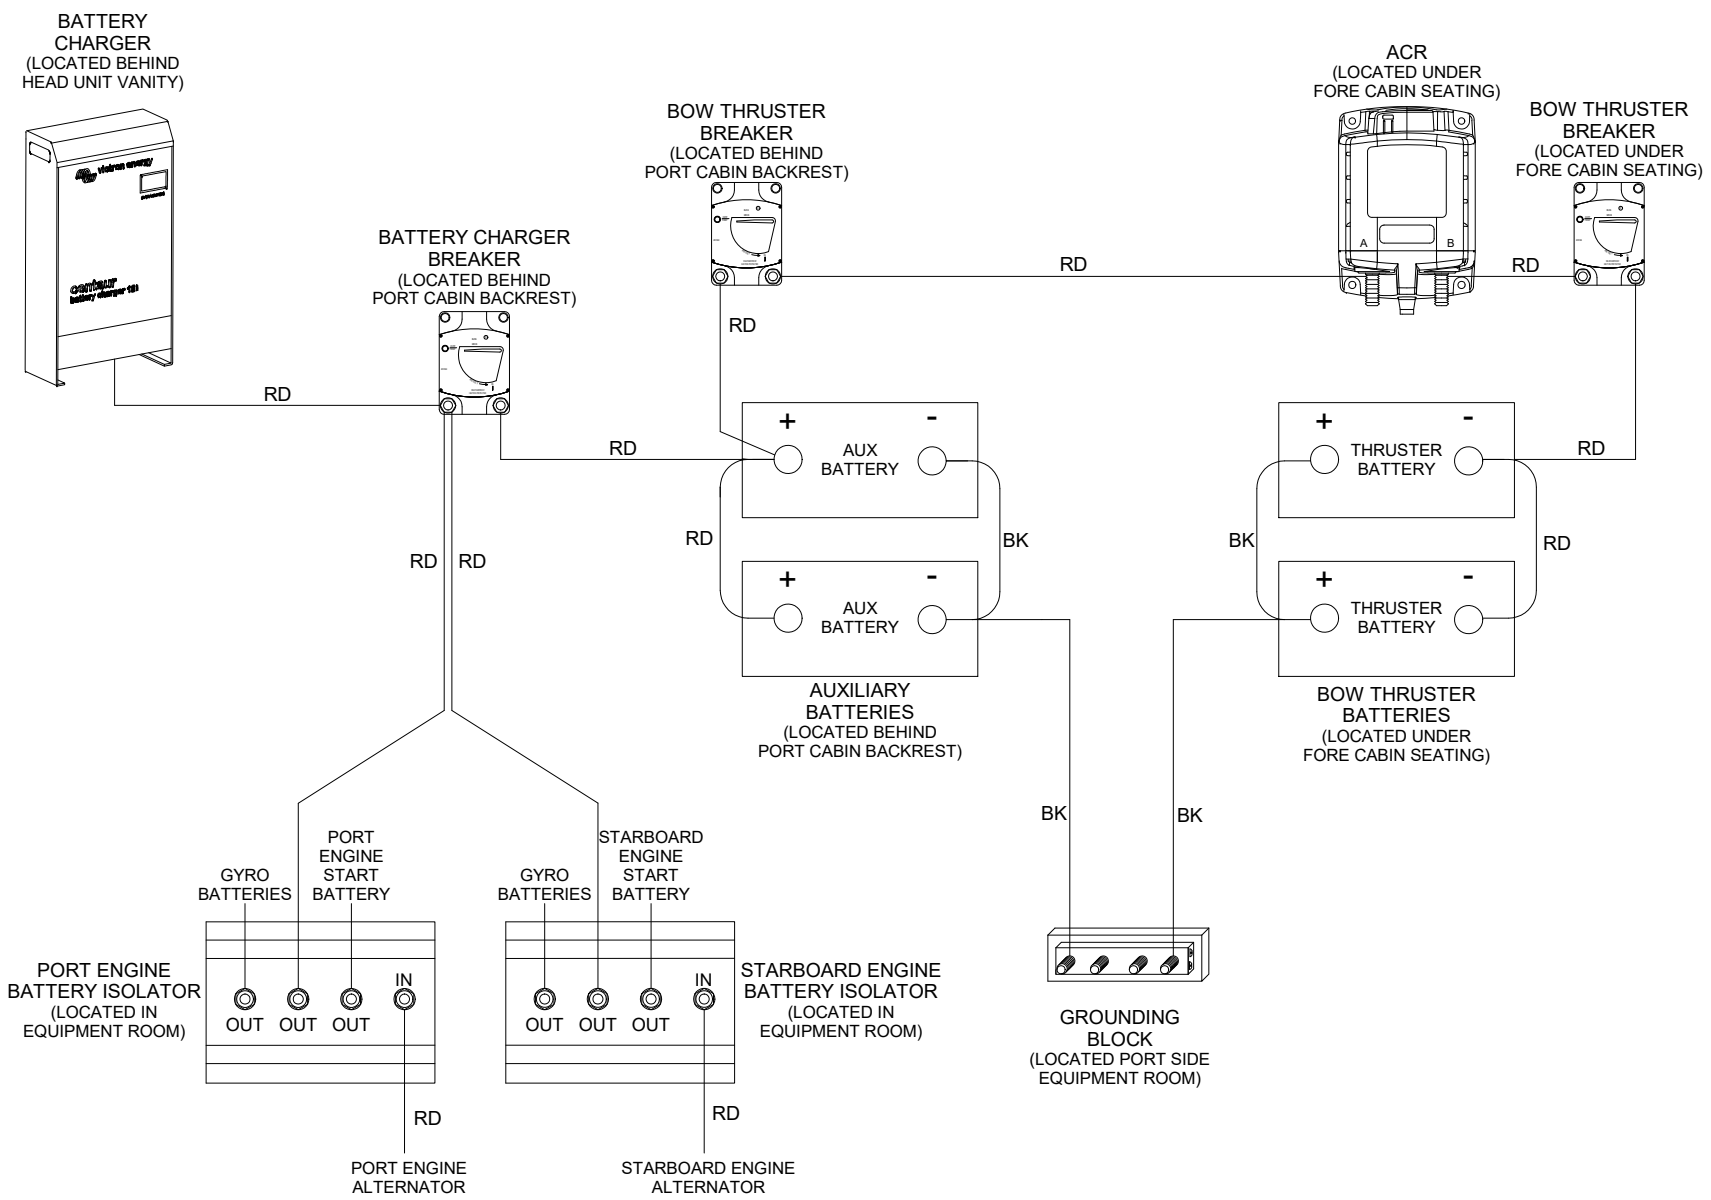 BATTERY
CHARGER
(LOCATED BEHIND
HEAD UNIT VANITY)
victron energy
centaur
battery charger
BATTERY CHARGER
BREAKER
(LOCATED BEHIND
PORT CABIN BACKREST)
BOW THRUSTER
BREAKER
(LOCATED BEHIND
PORT CABIN BACKREST)
ACR
(LOCATED UNDER
FORE CABIN SEATING)
A
B
BOW THRUSTER
BREAKER
(LOCATED UNDER
FORE CABIN SEATING)
RD
RD
RD
RD
RD
RD
RD
RD
RD
BK
BK
RD
+
-
AUX
BATTERY
+
-
AUX
BATTERY
AUXILIARY
BATTERIES
(LOCATED BEHIND
PORT CABIN BACKREST)
+
-
THRUSTER
BATTERY
+
-
THRUSTER
BATTERY
BOW THRUSTER
BATTERIES
(LOCATED UNDER
FORE CABIN SEATING)
BK
BK
GYRO
BATTERIES
PORT
ENGINE
START
BATTERY
GYRO
BATTERIES
STARBOARD
ENGINE
START
BATTERY
PORT ENGINE
BATTERY ISOLATOR
(LOCATED IN
EQUIPMENT ROOM)
IN
OUT OUT OUT
IN
OUT OUT OUT
STARBOARD ENGINE
BATTERY ISOLATOR
(LOCATED IN
EQUIPMENT ROOM)
GROUNDING
BLOCK
(LOCATED PORT SIDE
EQUIPMENT ROOM)
RD
RD
PORT ENGINE
ALTERNATOR
STARBOARD ENGINE
ALTERNATOR